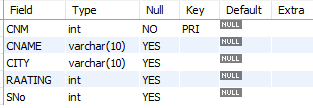 Field Type Null Key Default Extra
CNM int NO PRI NULL
CNAME varchar(10) YES NULL
CITY varchar(10) YES NULL
RAATING int YES NULL
SNo int YES NULL